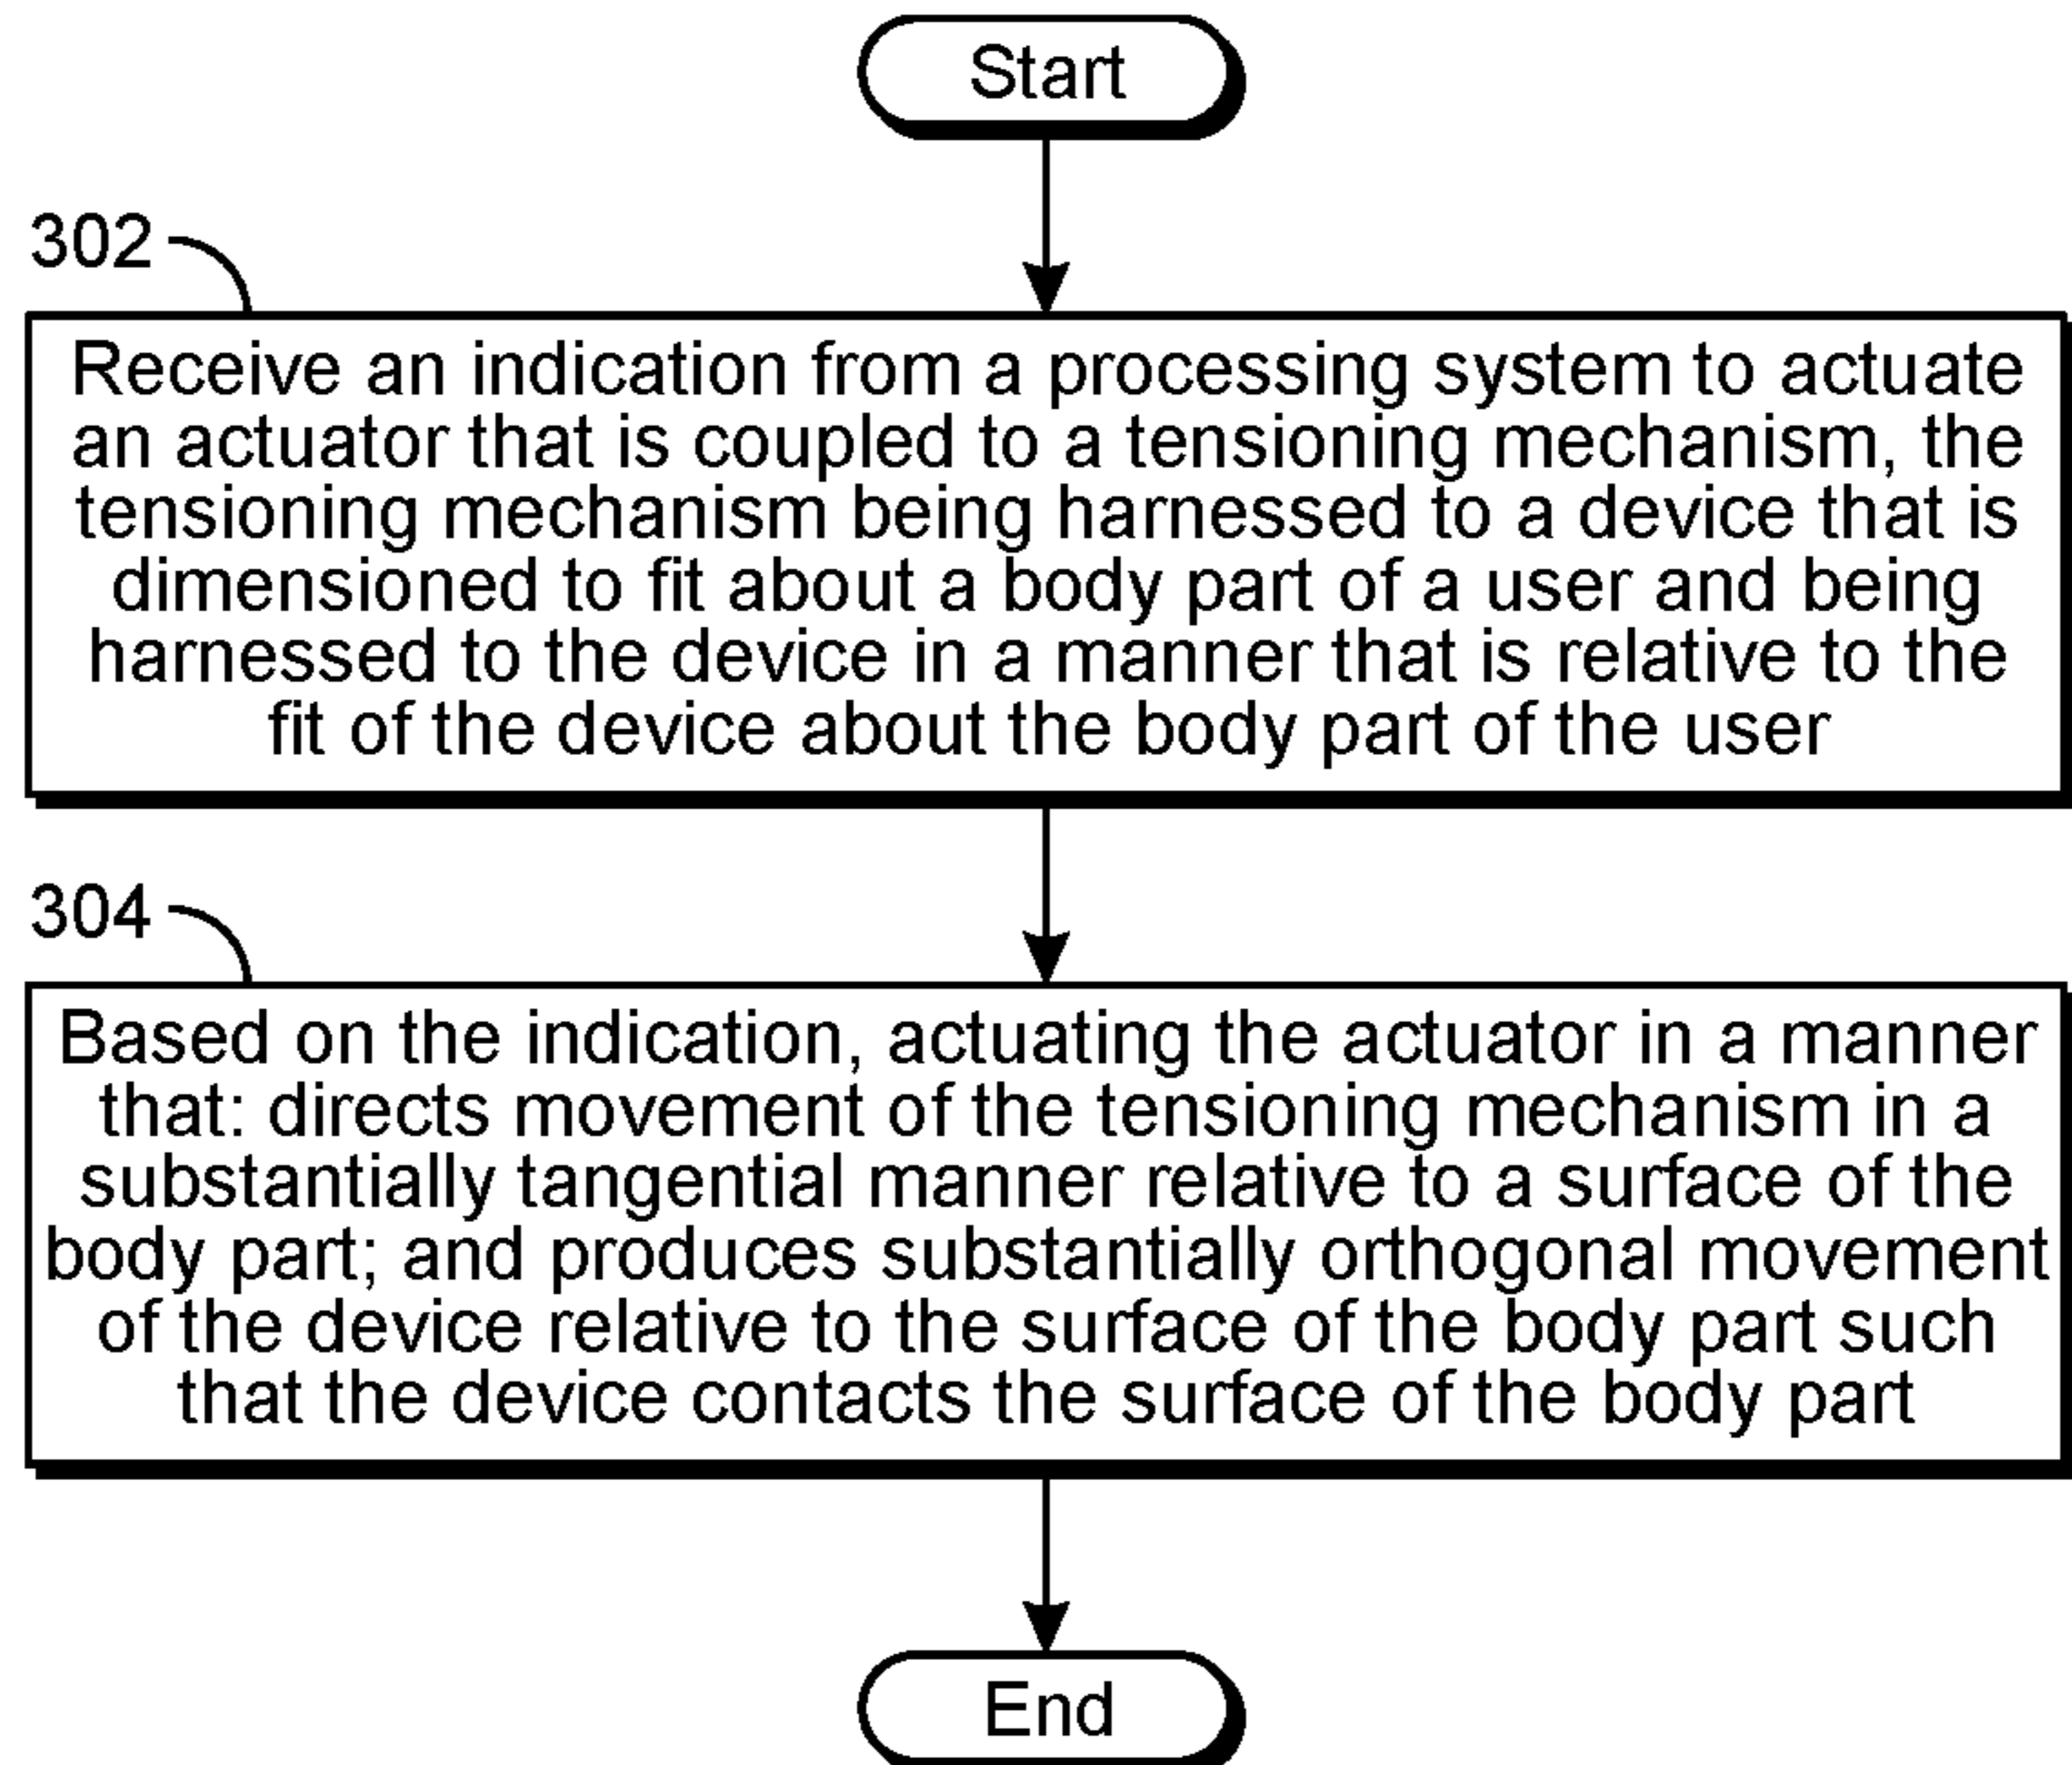 Start
302
Receive an indication from a processing system to actuate
an actuator that is coupled to a tensioning mechanism, the
tensioning mechanism being harnessed to a device that is
dimensioned to fit about a body part of a user and being
harnessed to the device in a manner that is relative to the
fit of the device about the body part of the user
304
Based on the indication, actuating the actuator in a manner
that: directs movement of the tensioning mechanism in a
substantially tangential manner relative to a surface of the
body part; and produces substantially orthogonal movement
of the device relative to the surface of the body part such
that the device contacts the surface of the body part
End